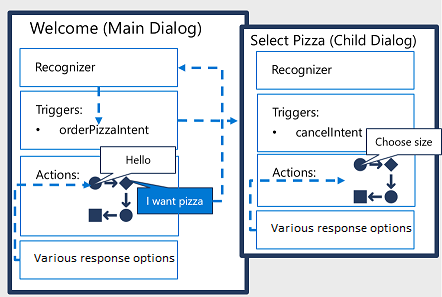 Welcome (Main Dialog)
Recognizer
Triggers:
• orderPizzaIntent
Hello
Actions:
I want pizza
Various response options
Select Pizza (Child Dialog)
Recognizer
Triggers:
• cancelIntent
Choose size
Actions:
Various response options